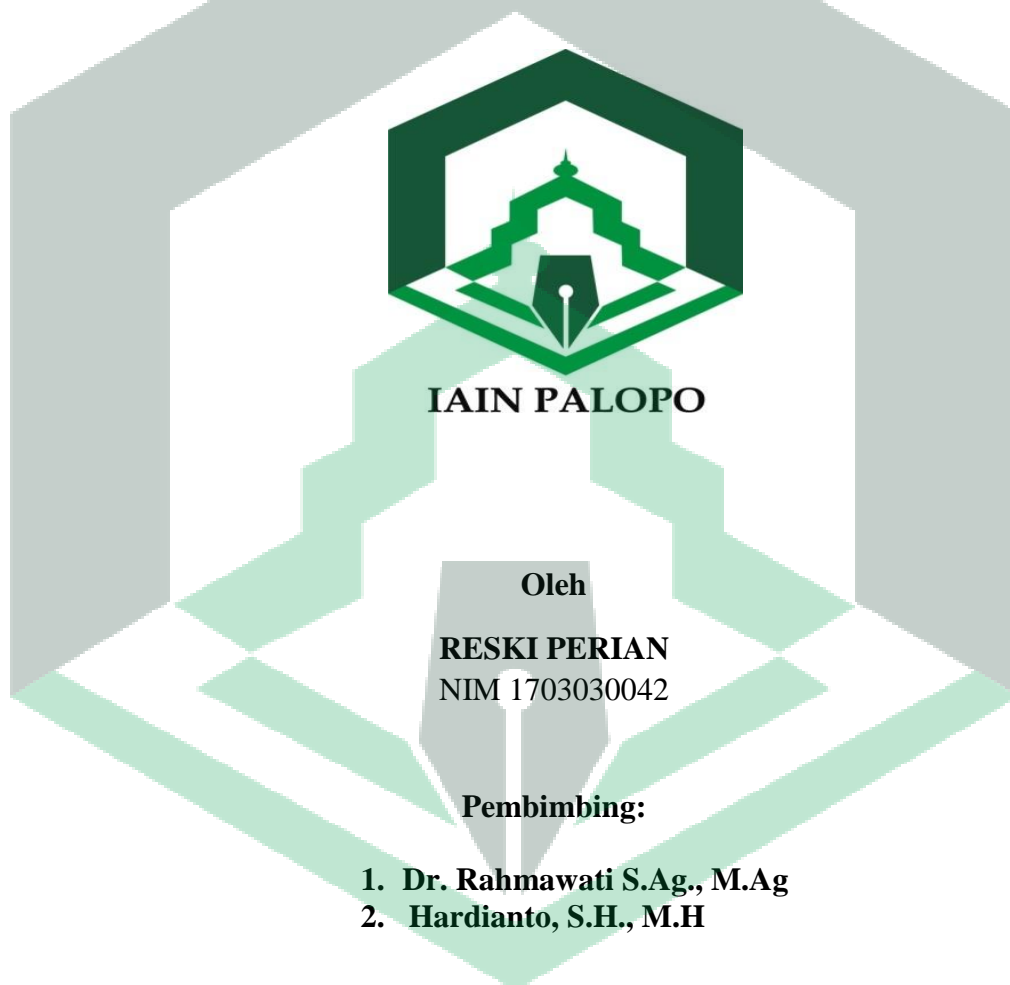 IAIN PALOPO
Oleh
RESKI PERIAN
NIM 1703030042
Pembimbing:
1. Dr. Rahmawati S.Ag., M.Ag
2. Hardianto, S.H., M.H